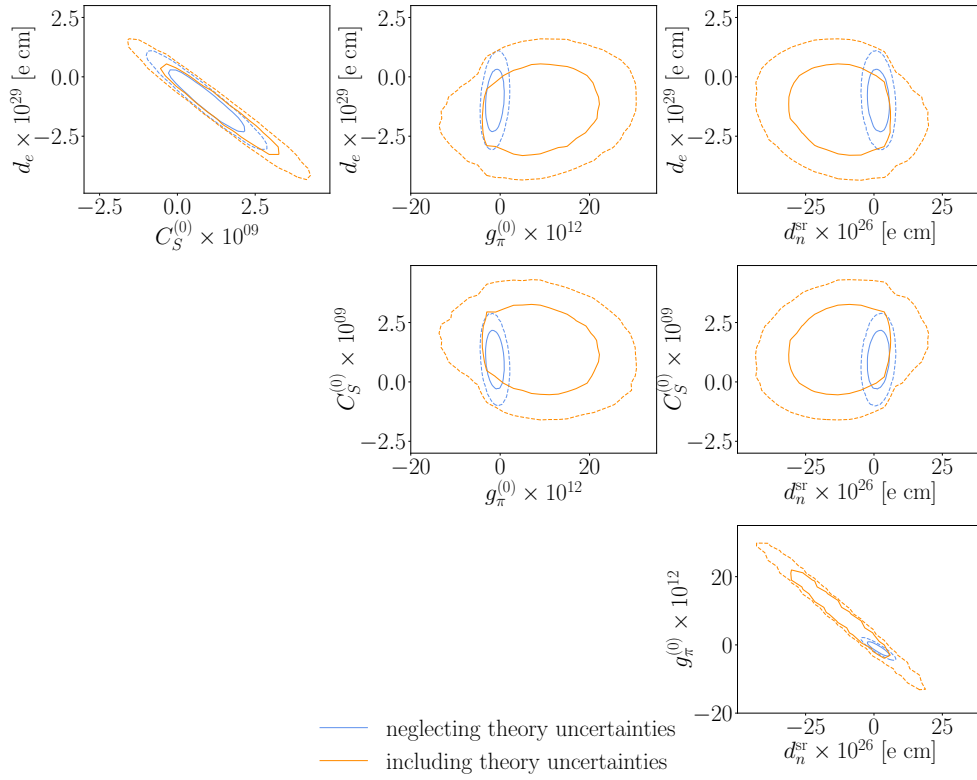 2.5
0.0
−2.5
d_e × 10^29 [e cm]
−2.5 0.0 2.5
C_S^(0) × 10^09
2.5
0.0
−2.5
d_e × 10^29 [e cm]
−20 0 20
g_π^(0) × 10^12
2.5
0.0
−2.5
d_e × 10^29 [e cm]
−25 0 25
d_n^sr × 10^26 [e cm]
2.5
0.0
−2.5
C_S^(0) × 10^09
−20 0 20
g_π^(0) × 10^12
2.5
0.0
−2.5
C_S^(0) × 10^09
−25 0 25
d_n^sr × 10^26 [e cm]
20
0
−20
g_π^(0) × 10^12
−25 0 25
d_n^sr × 10^26 [e cm]
neglecting theory uncertainties
including theory uncertainties